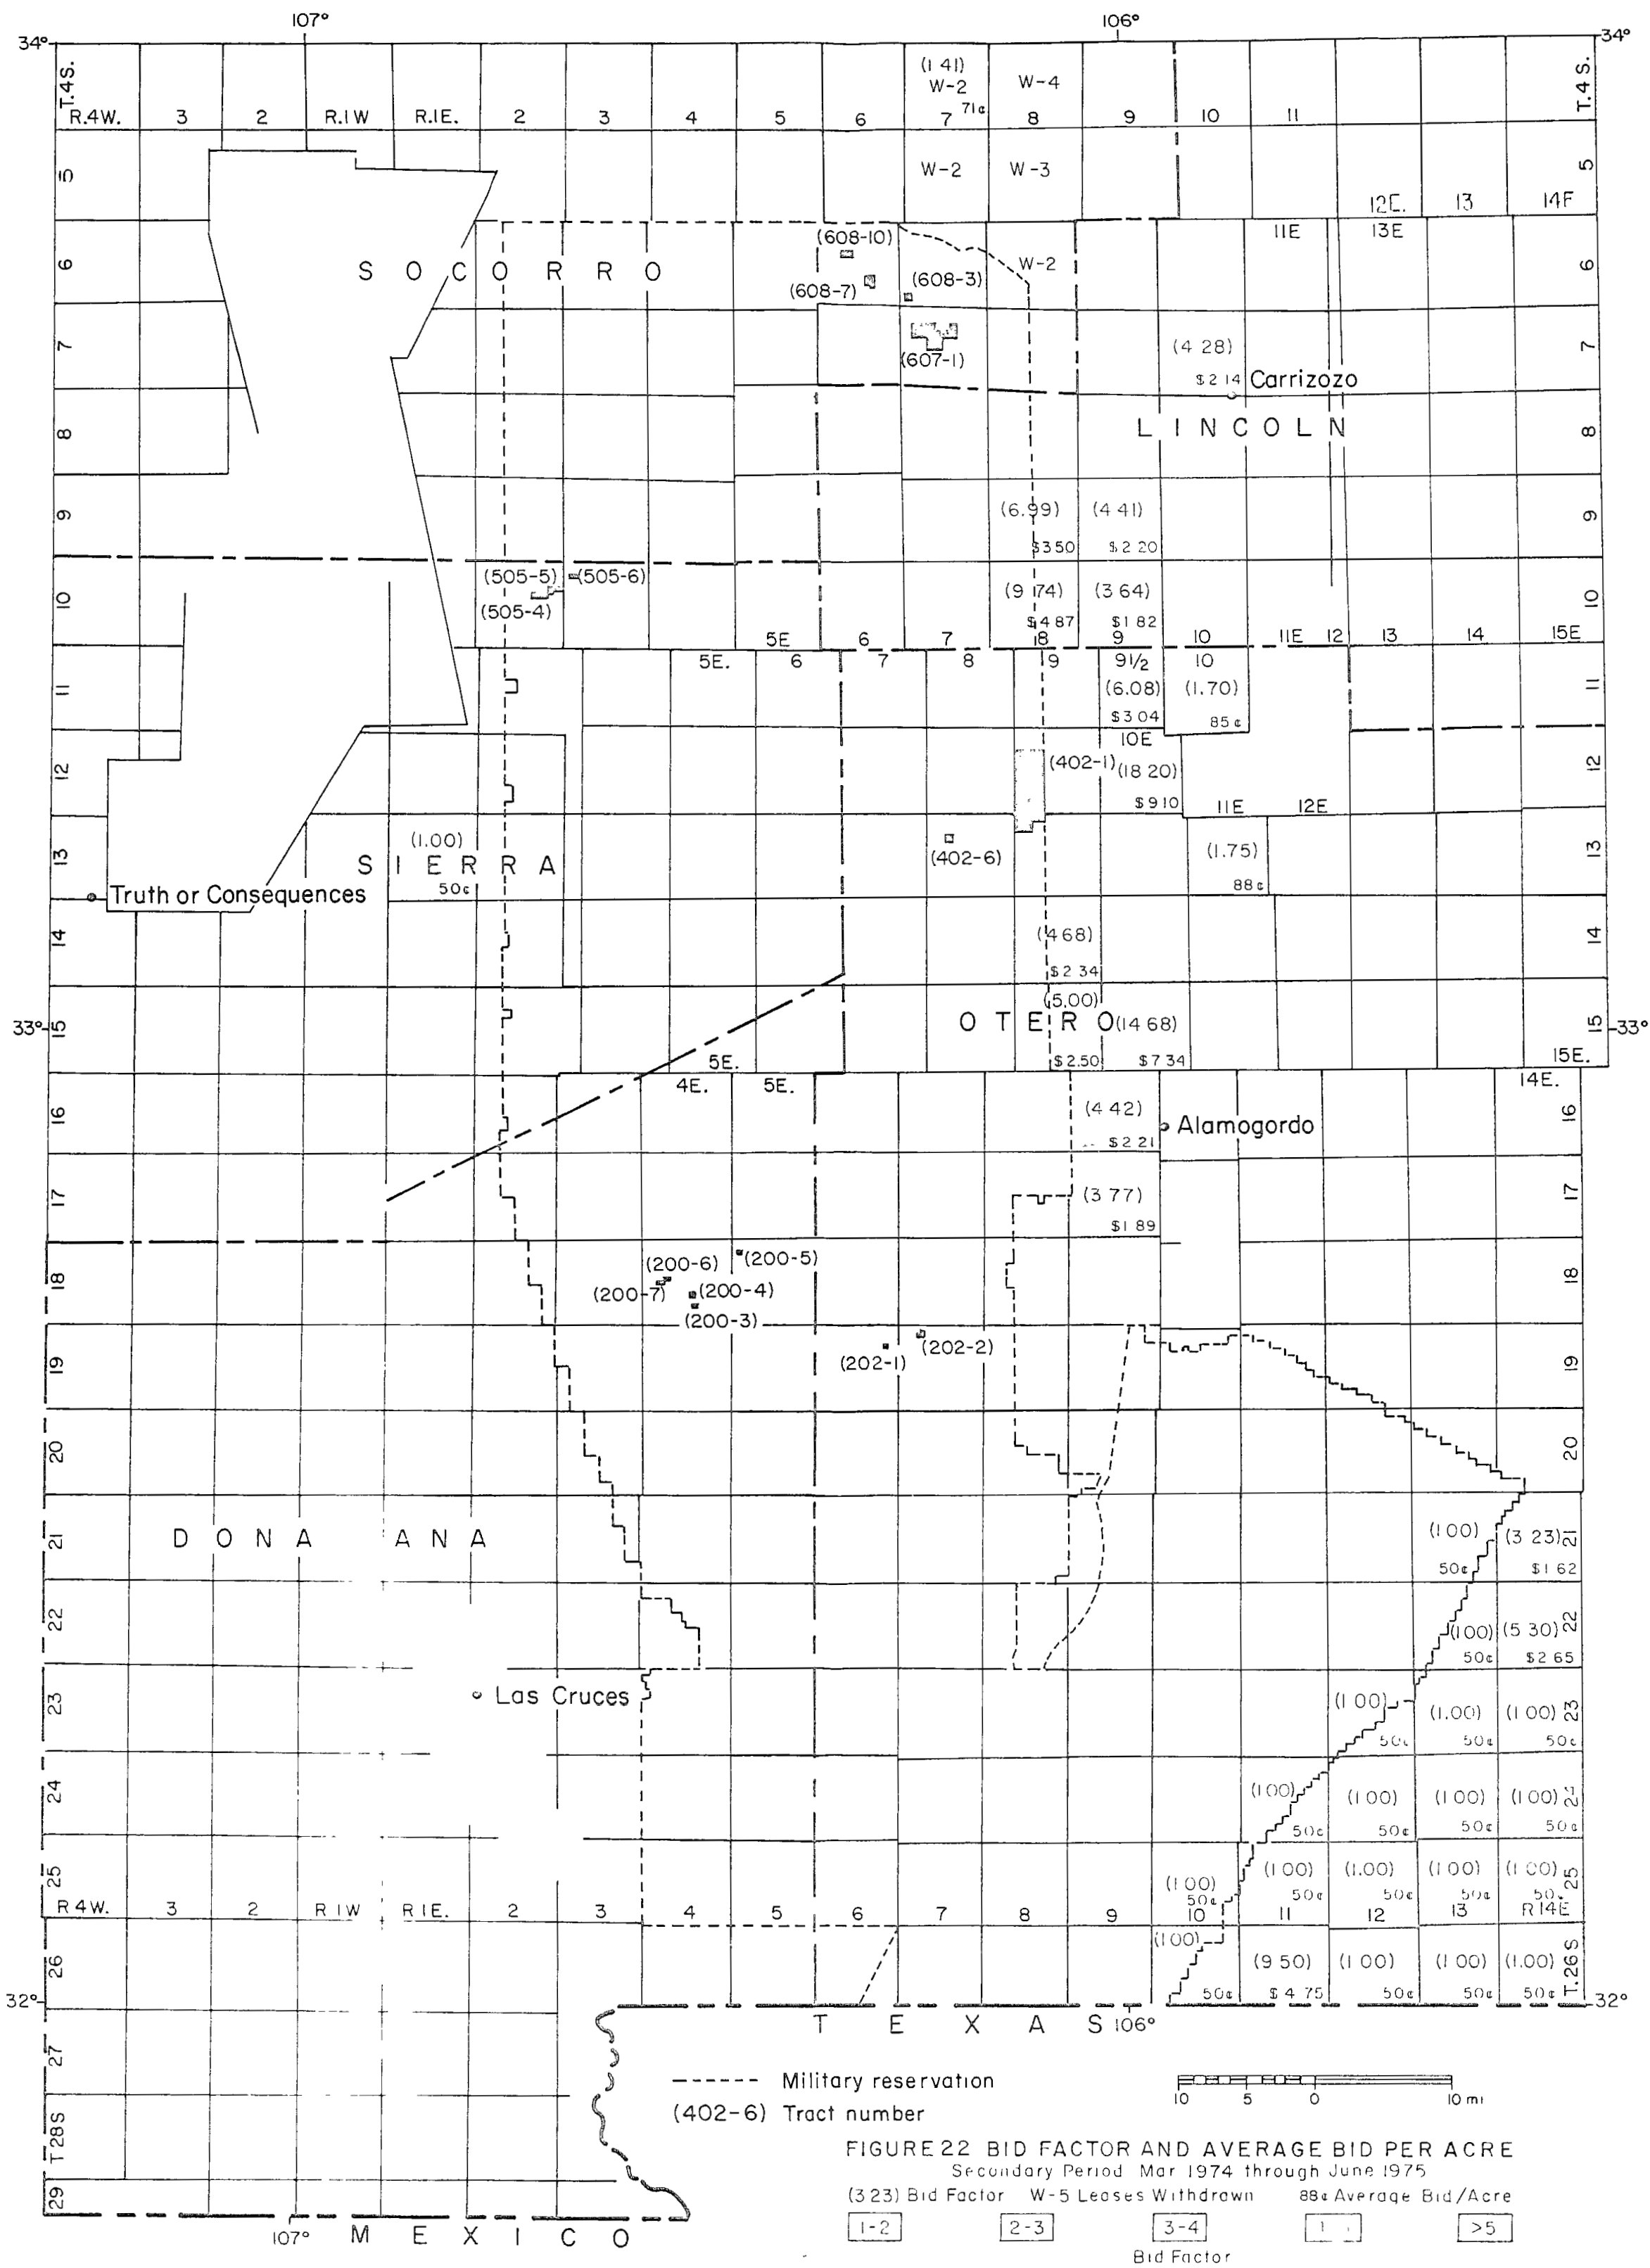 107° 106°
34° 34°
T.4S. (1 41) W-4 T.4 S.
W-2
R.4W. 3 2 R.1W R.1E. 2 3 4 5 6 7 71¢ 8 9 10 11
5 W-2 W-3 5
12E. 13 14F
(608-10) 11E 13E
6 S O C O R R O W-2 6
(608-7) (608-3)
7 (607-1) (4 28) 7
$2 14 Carrizozo
8 L I N C O L N 8
9 (6.99) (4 41) 9
$3 50 $2 20
(505-5) (505-6)
10 (505-4) (9 74) (3 64) 10
$4 87 $1 82
5E 6 7 8 9 10 11E 12 13 14 15E
5E. 6 7 8 9 9 1/2 10
11 (6.08) (1.70) 11
$3 04 85¢
10E
12 (402-1) (18 20) 12
$9 10 11E 12E
13 (1.00) (402-6) (1.75) 13
S I E R R A
50¢ 88¢
Truth or Consequences
14 (4 68) 14
$2 34
(5.00)
33° 15 O T E R O (14 68) 15 33°
5E. $2.50 $7 34 15E.
4E. 5E. 14E.
16 (4 42) 16
Alamogordo
$2 21
17 (3 77) 17
$1 89
(200-6) (200-5)
18 (200-7) (200-4) 18
(200-3)
19 (202-1) (202-2) 19
20 20
21 D O N A A N A (1 00) (3 23) 21
50¢ $1 62
22 (1 00) (5 30) 22
50¢ $2 65
23 Las Cruces (1 00) (1.00) (1 00) 23
50¢ 50¢ 50¢
24 (1 00) (1 00) (1 00) (1 00) 24
50¢ 50¢ 50¢ 50¢
25 (1 00) (1 00) (1.00) (1 00) (1 00) 25
50¢ 50¢ 50¢ 50¢ 50
R 4W. 3 2 R 1W R 1E. 2 3 4 5 6 7 8 9 10 11 12 13 R 14E
26 (1 00) (9 50) (1 00) (1 00) (1.00) T.26 S
50¢ $4 75 50¢ 50¢ 50¢
32° 32°
T E X A S 106°
27
Military reservation
(402-6) Tract number
10 5 0 10 mi
T 28S
FIGURE 22 BID FACTOR AND AVERAGE BID PER ACRE
Secondary Period Mar 1974 through June 1975
29 (3 23) Bid Factor W-5 Leases Withdrawn 88¢ Average Bid/Acre
107° M E X I C O
1-2 2-3 3-4 >5
Bid Factor